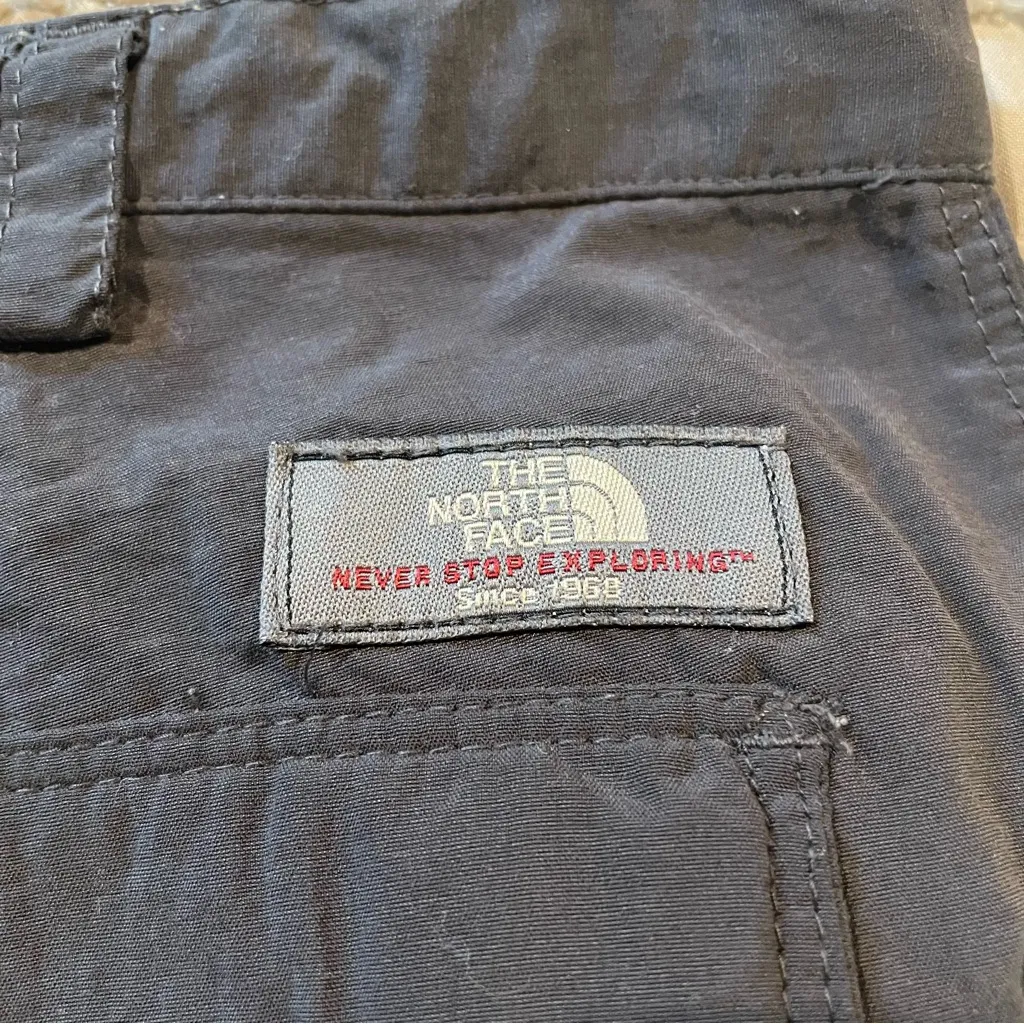 THE
NORTH
FACE
NEVER STOP EXPLORING™
Since 1968